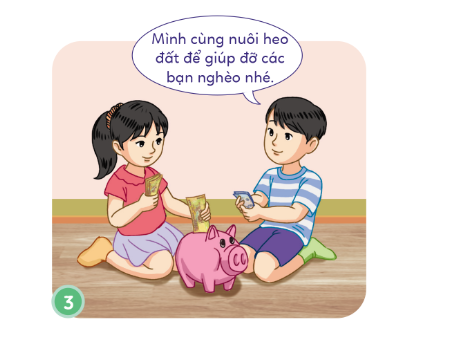 Mình cùng nuôi heo
đất để giúp đỡ các
bạn nghèo nhé.
3